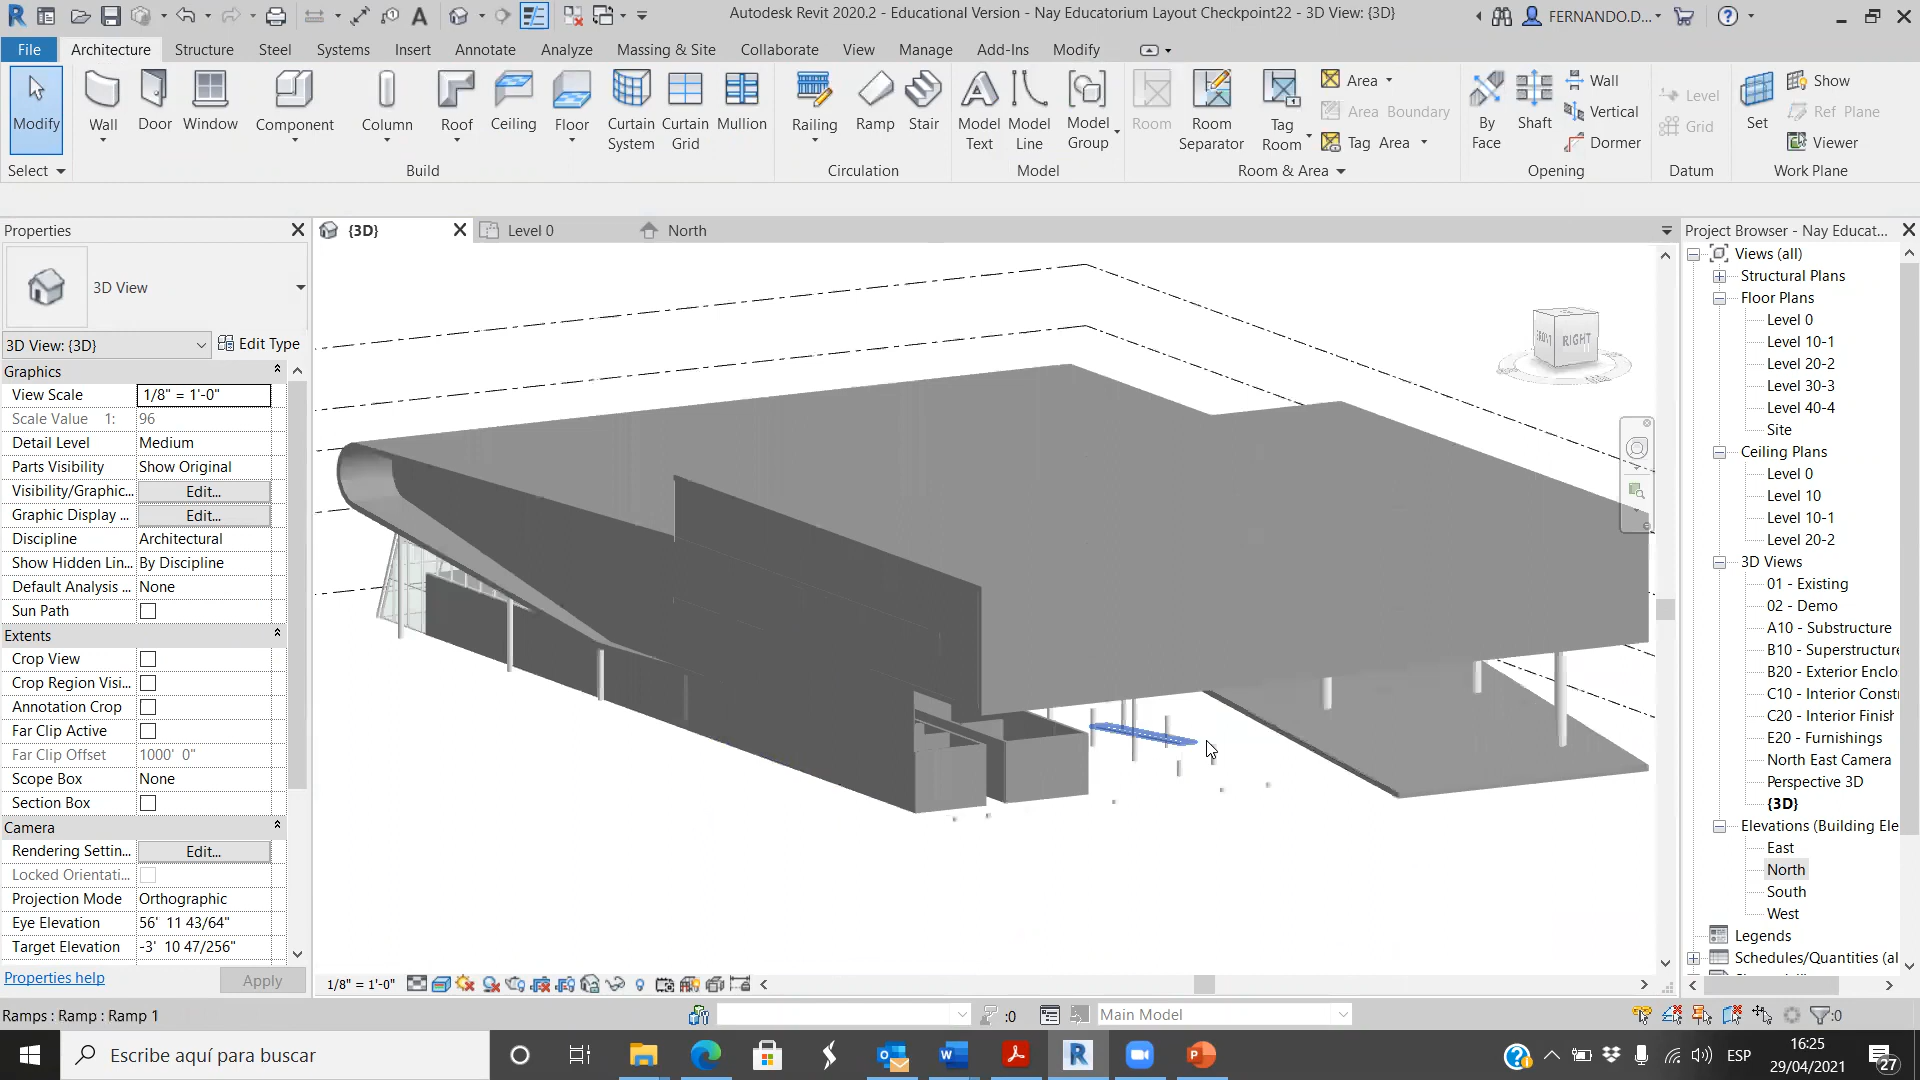 Autodesk Revit 2020.2 - Educational Version - Nay Educatorium Layout Checkpoint22 - 3D View: {3D}
FERNANDO.D...
File Architecture Structure Steel Systems Insert Annotate Analyze Massing & Site Collaborate View Manage Add-Ins Modify
Modify
Wall
Door
Window
Component
Column
Roof
Ceiling
Floor
Curtain System
Curtain Grid
Mullion
Railing
Ramp
Stair
Model Text
Model Line
Model Group
Room
Room Separator
Tag Room
Area
Area Boundary
Tag Area
By Face
Shaft
Wall
Vertical
Dormer
Level
Grid
Set
Show
Ref Plane
Viewer
Select Build Circulation Model Room & Area Opening Datum Work Plane
Properties
{3D} Level 0 North
Project Browser - Nay Educat...
3D View
3D View: {3D} Edit Type
Graphics
View Scale 1/8" = 1'-0"
Scale Value 1: 96
Detail Level Medium
Parts Visibility Show Original
Visibility/Graphic... Edit...
Graphic Display ... Edit...
Discipline Architectural
Show Hidden Lin... By Discipline
Default Analysis ... None
Sun Path
Extents
Crop View
Crop Region Visi...
Annotation Crop
Far Clip Active
Far Clip Offset 1000' 0"
Scope Box None
Section Box
Camera
Rendering Settin... Edit...
Locked Orientati...
Projection Mode Orthographic
Eye Elevation 56' 11 43/64"
Target Elevation -3' 10 47/256"
Properties help Apply
FRONT RIGHT
Views (all)
Structural Plans
Floor Plans
Level 0
Level 10-1
Level 20-2
Level 30-3
Level 40-4
Site
Ceiling Plans
Level 0
Level 10
Level 10-1
Level 20-2
3D Views
01 - Existing
02 - Demo
A10 - Substructure
B10 - Superstructure
B20 - Exterior Enclo
C10 - Interior Const
C20 - Interior Finish
E20 - Furnishings
North East Camera
Perspective 3D
{3D}
Elevations (Building Ele
East
North
South
West
Legends
Schedules/Quantities (al
1/8" = 1'-0"
Ramps : Ramp : Ramp 1
:0
Main Model
:0
Escribe aquí para buscar
ESP
16:25
29/04/2021
27